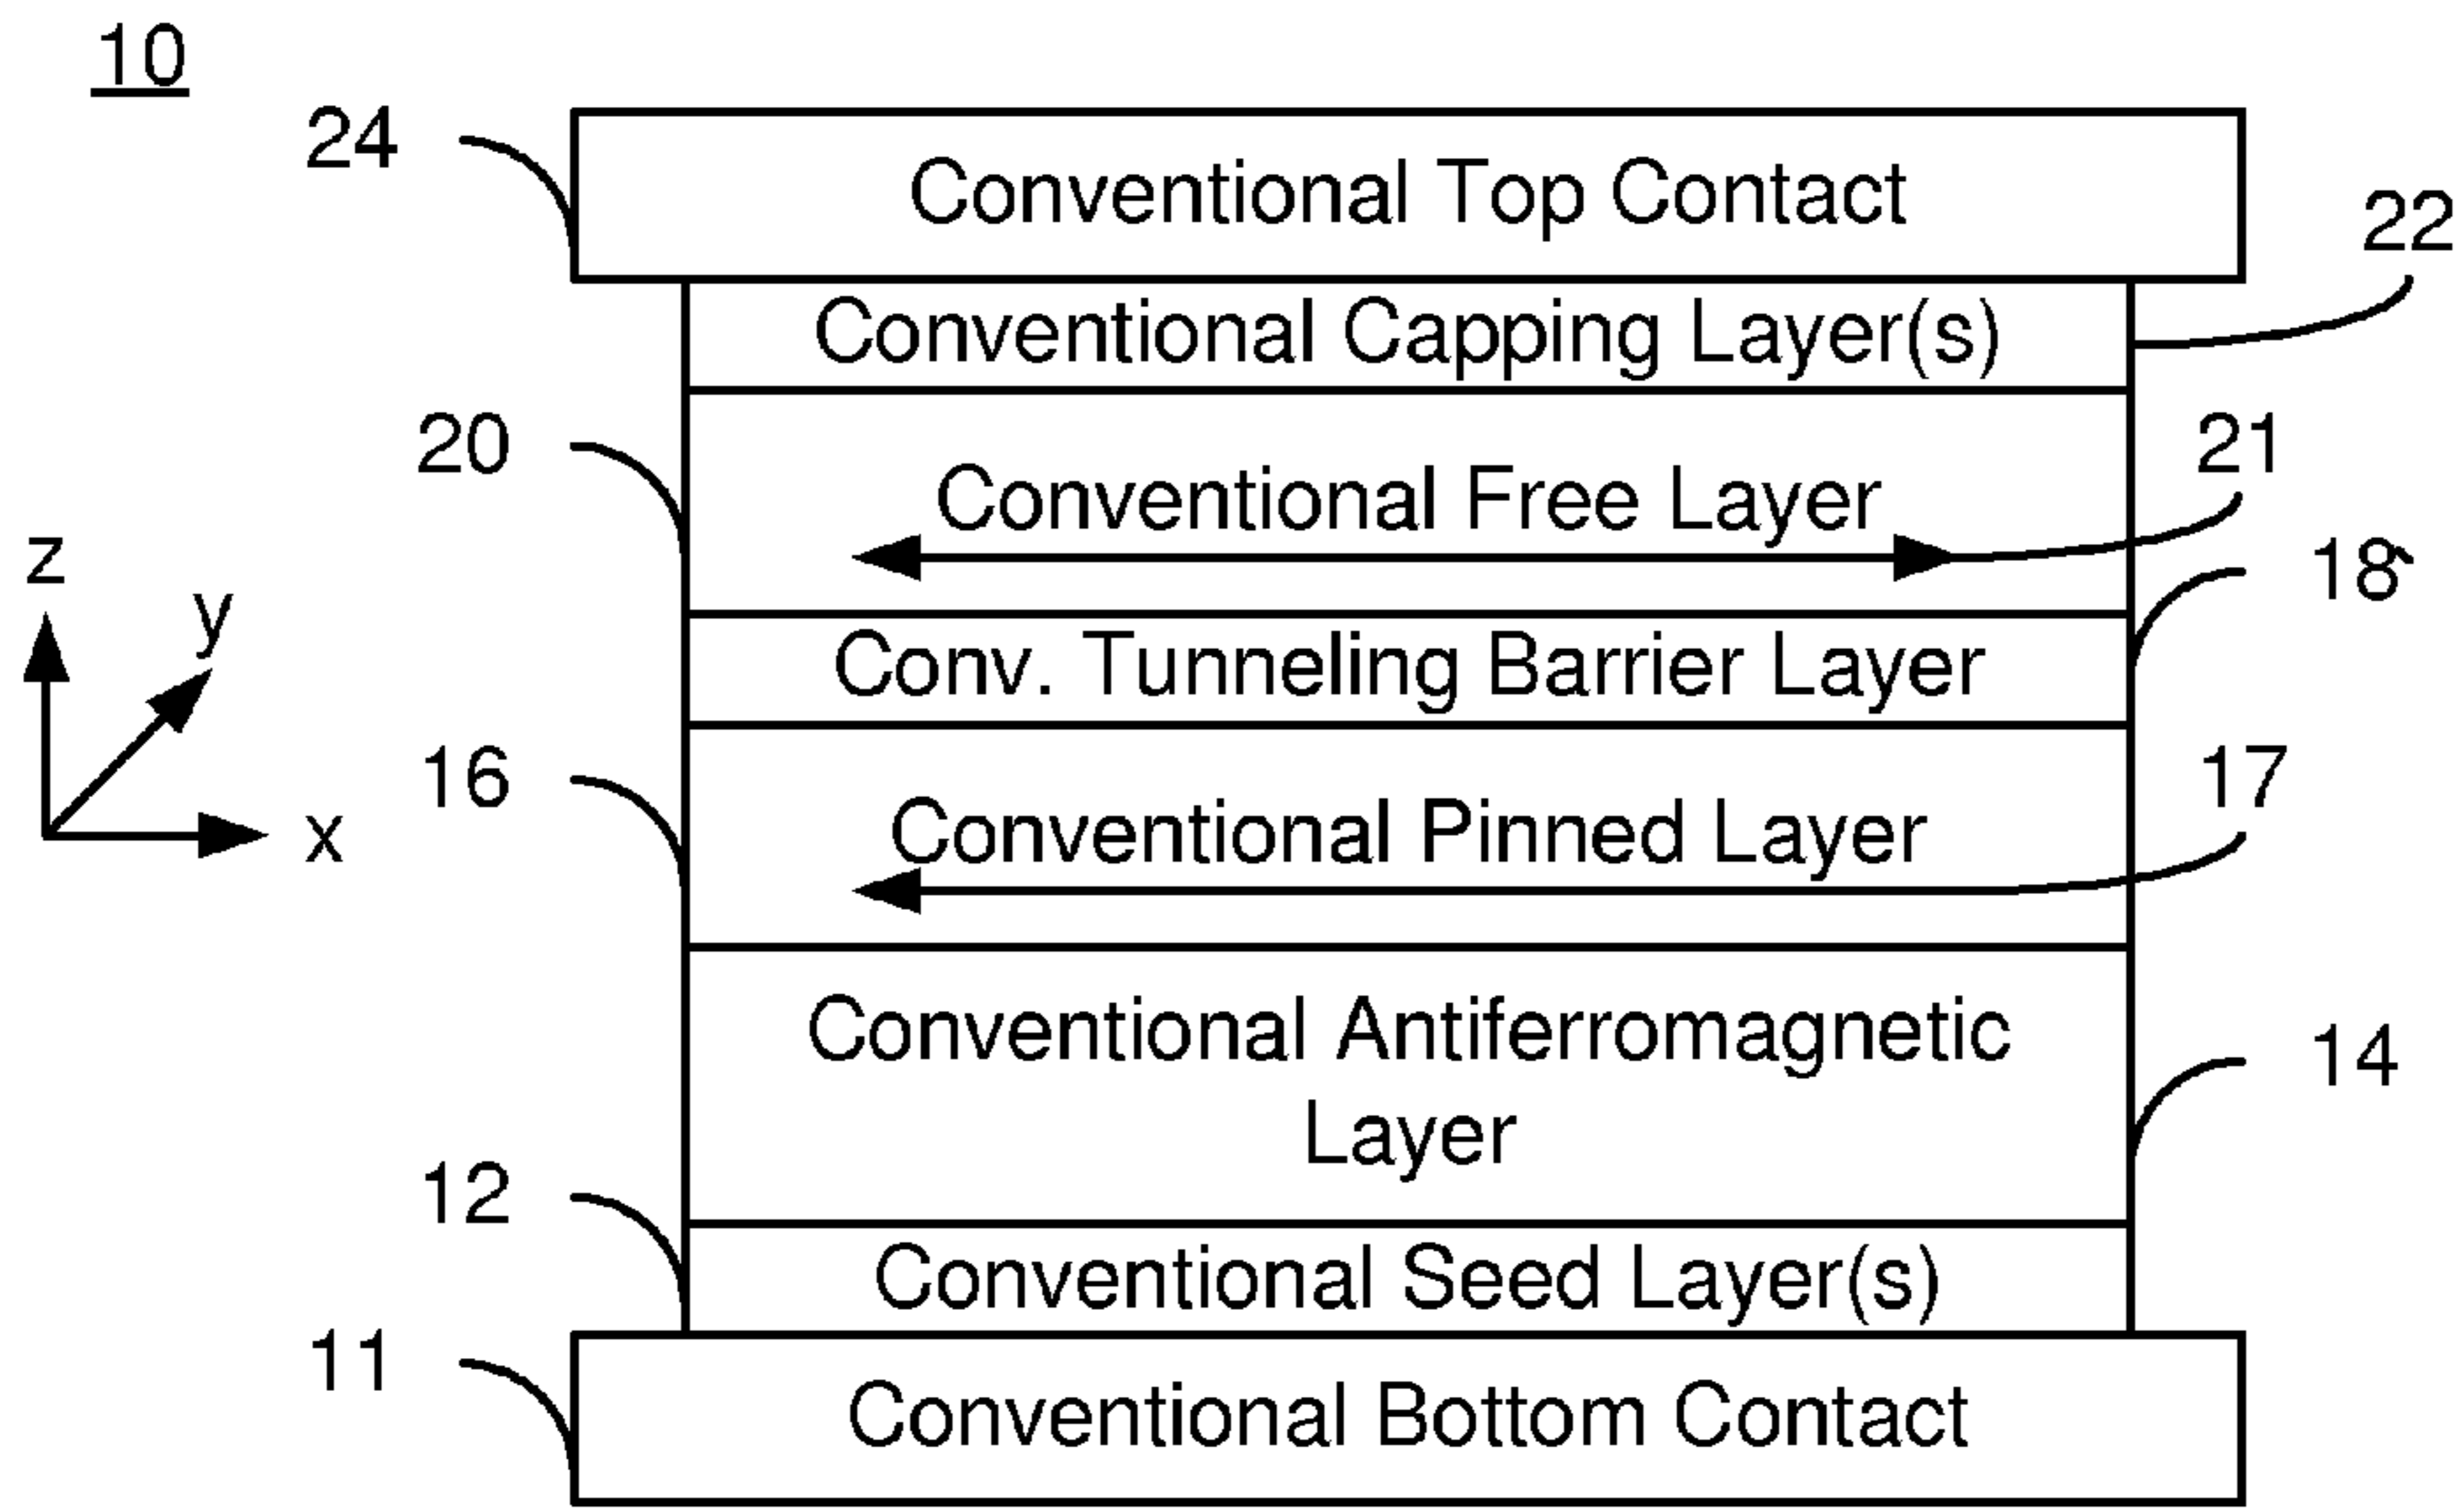 10
24
Conventional Top Contact
22
Conventional Capping Layer(s)
20
21
Conventional Free Layer
z
18
y
Conv. Tunneling Barrier Layer
16
17
x
Conventional Pinned Layer
Conventional Antiferromagnetic
14
Layer
12
Conventional Seed Layer(s)
11
Conventional Bottom Contact